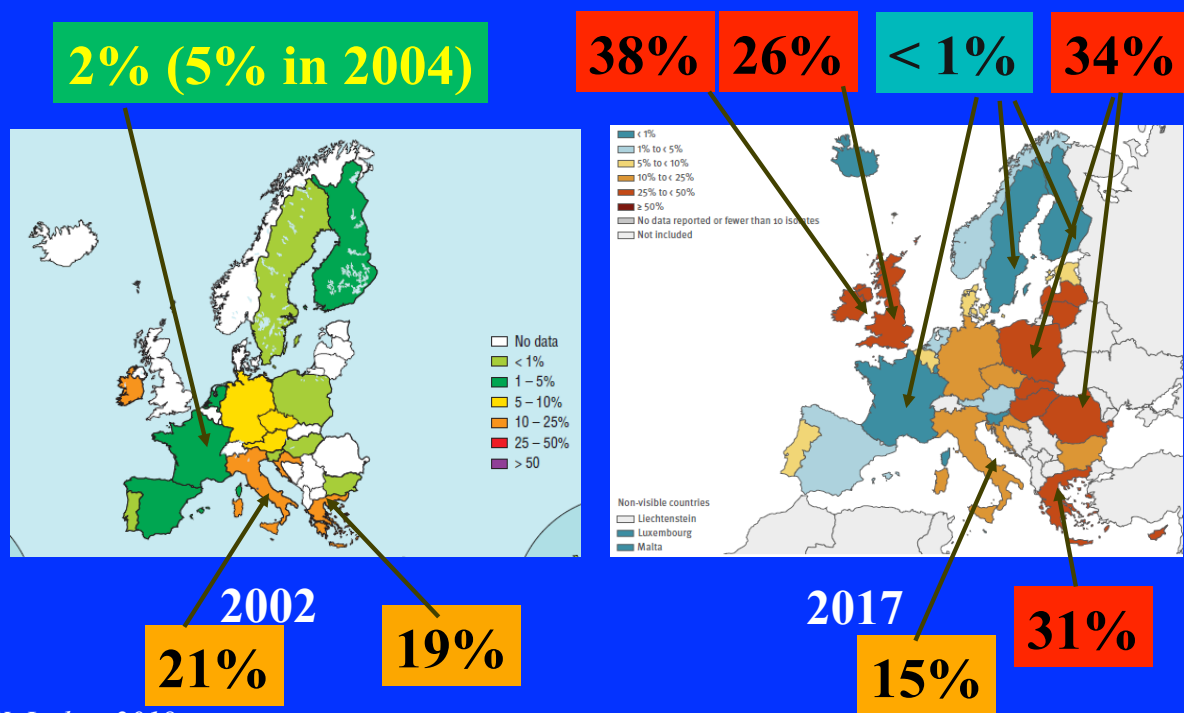 2% (5% in 2004)
38%
26%
< 1%
34%
No data
< 1%
1 – 5%
5 – 10%
10 – 25%
25 – 50%
> 50
< 1%
1% to < 5%
5% to < 10%
10% to < 25%
25% to < 50%
≥ 50%
No data reported or fewer than 10 isolates
Not included
Non-visible countries
Liechtenstein
Luxembourg
Malta
2002
2017
21%
19%
15%
31%